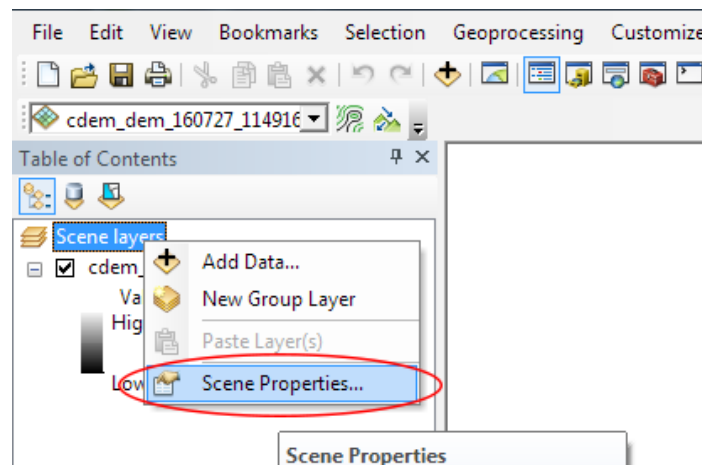 File Edit View Bookmarks Selection Geoprocessing Customize
cdem_dem_160727_114916
Table of Contents
Scene layers
cdem_
Add Data...
Va
New Group Layer
Hig
Paste Layer(s)
Low
Scene Properties...
Scene Properties